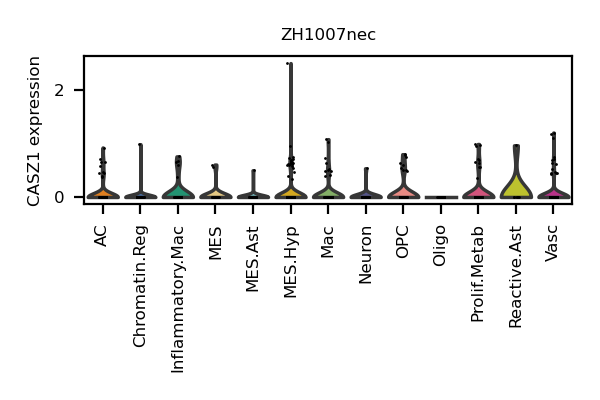 ZH1007nec
CASZ1 expression
2
0
AC
Chromatin.Reg
Inflammatory.Mac
MES
MES.Ast
MES.Hyp
Mac
Neuron
OPC
Oligo
Prolif.Metab
Reactive.Ast
Vasc